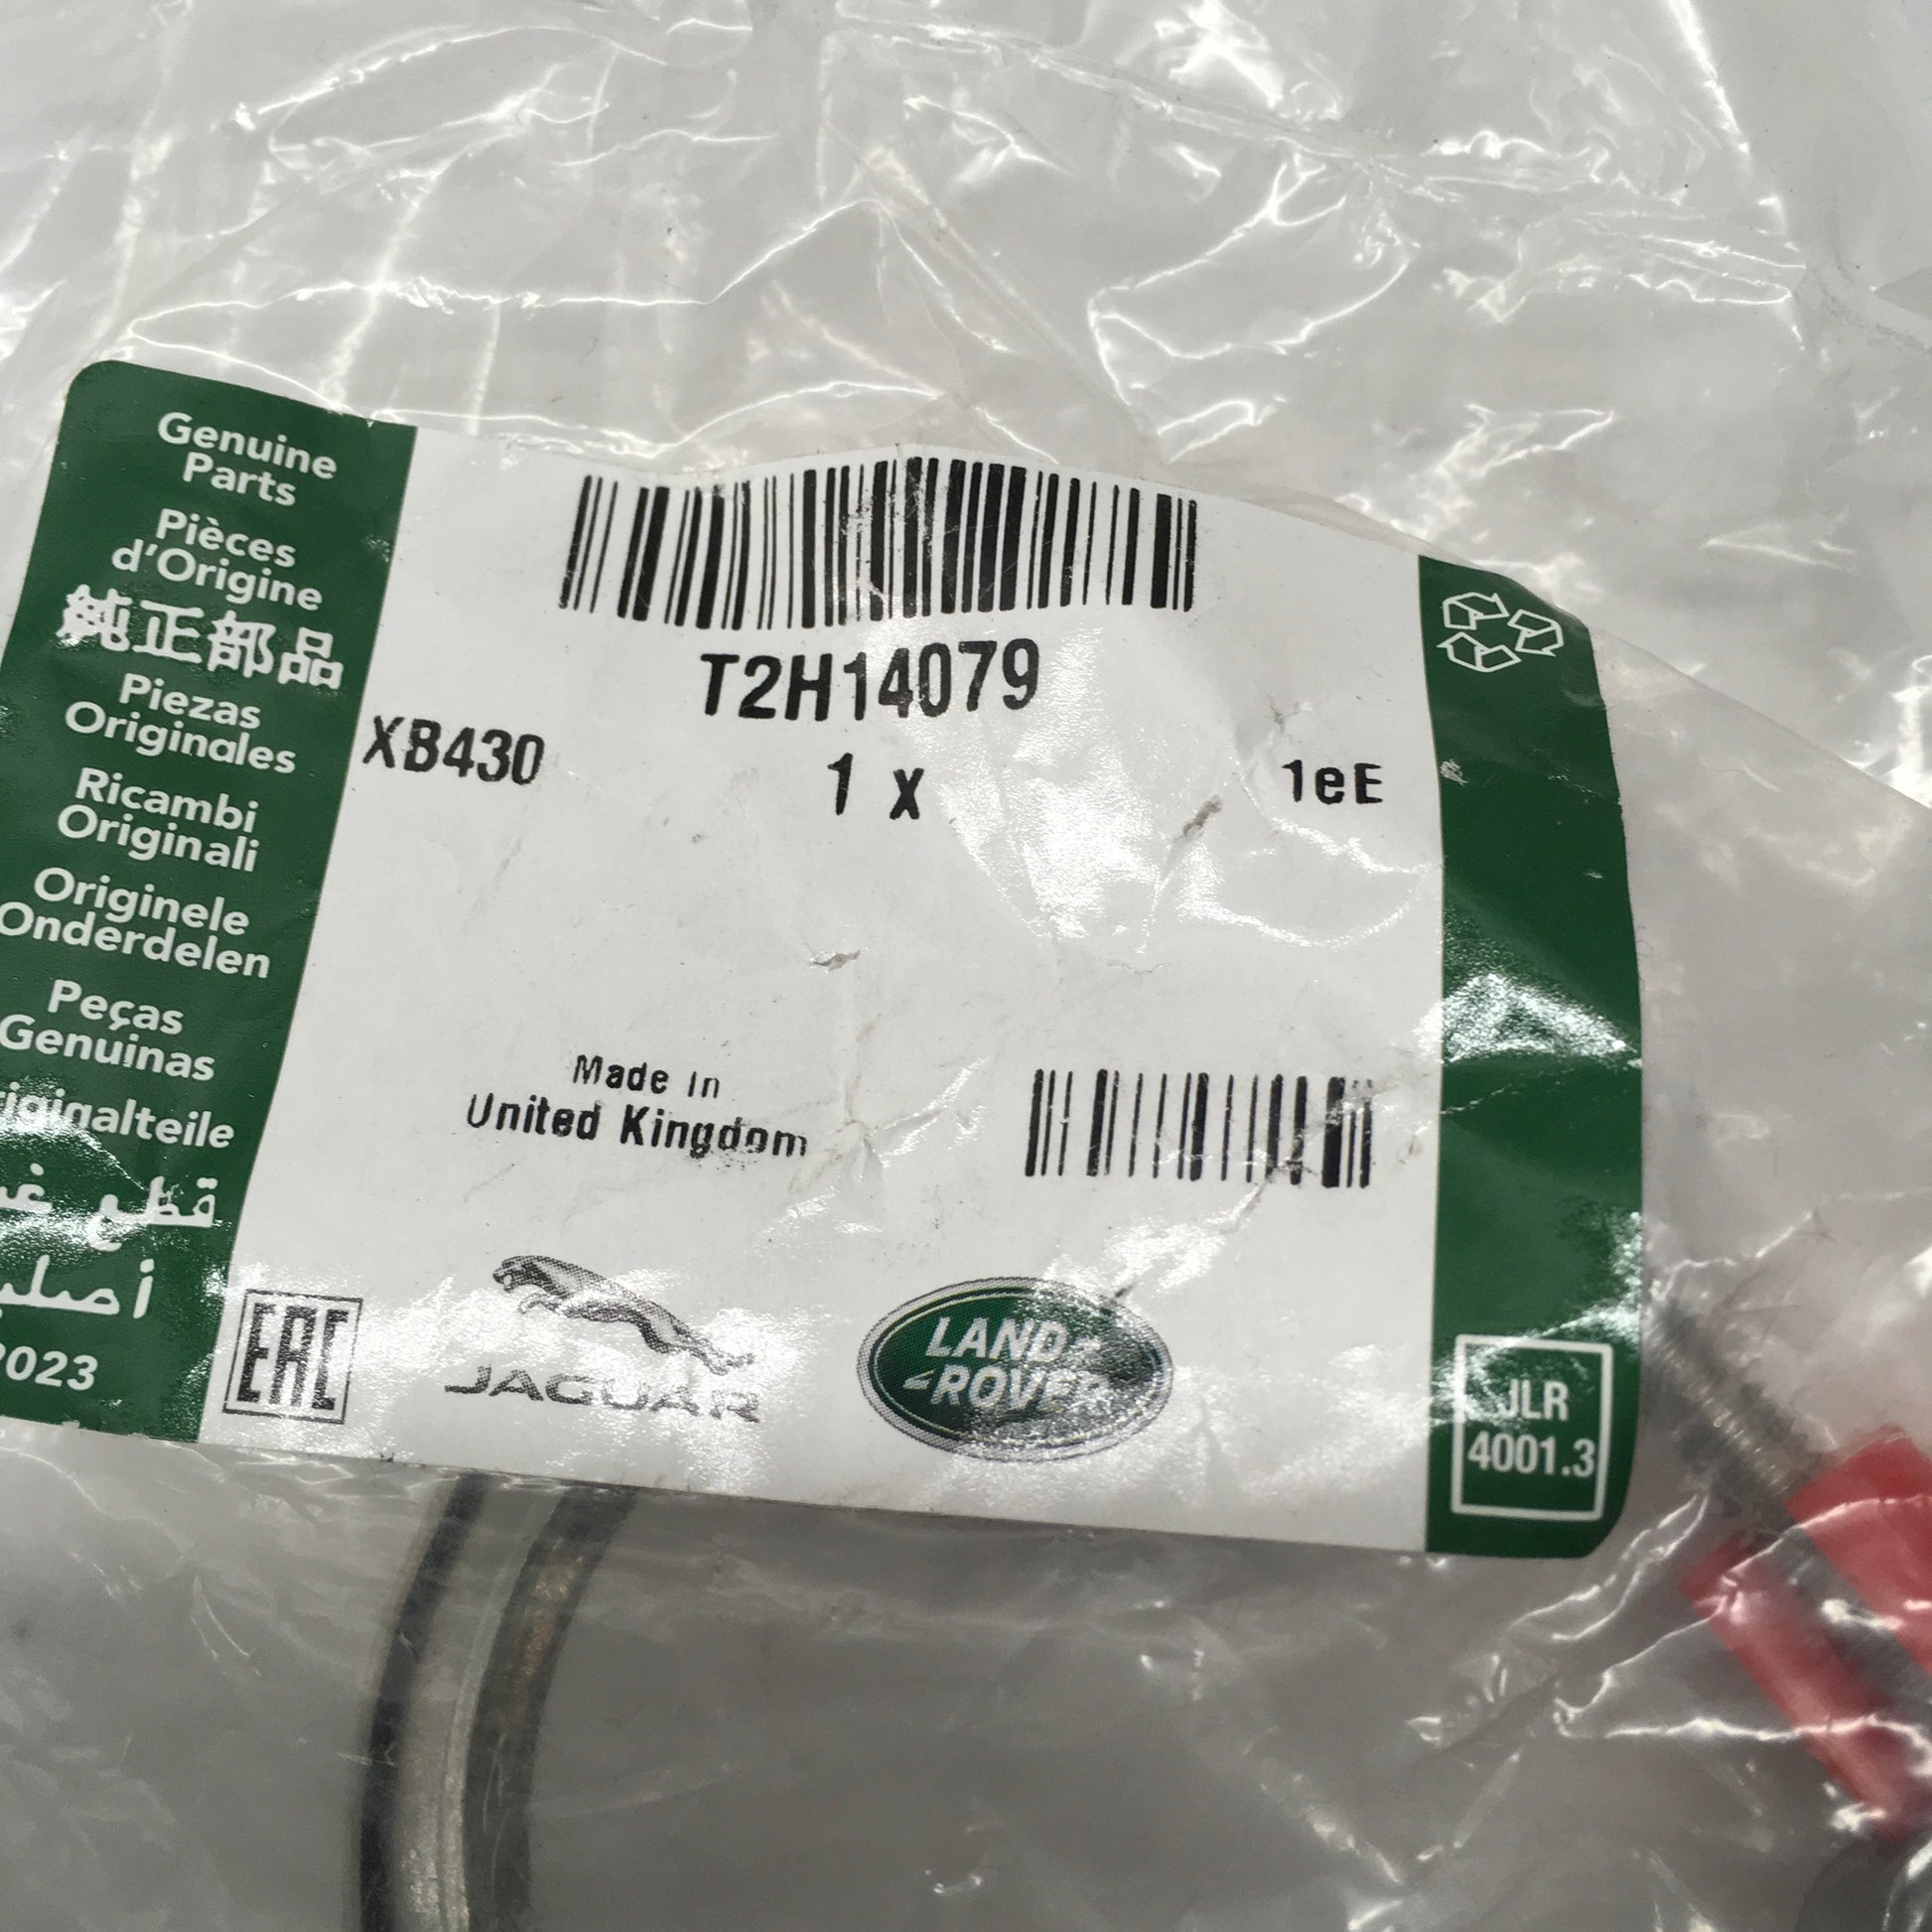 Genuine
Parts
Pièces
d'Origine
純正部品
Piezas
Originales
Ricambi
Originali
Originele
Onderdelen
Peças
Genuinas
قطع
2023
T2H14079
XB430
1 x
1eE
Made in
United Kingdom
EAC
JAGUAR
LAND
ROVER
JLR
4001.3